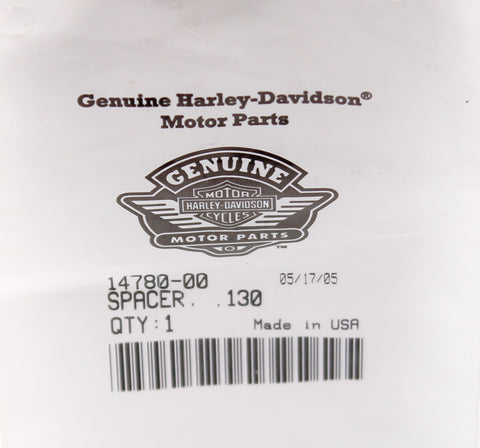 Genuine Harley-Davidson®
Motor Parts
GENUINE
MOTOR
HARLEY-DAVIDSON
CYCLES
MOTOR PARTS
™
14780-00 05/17/05
SPACER. .130
QTY:1 Made in USA